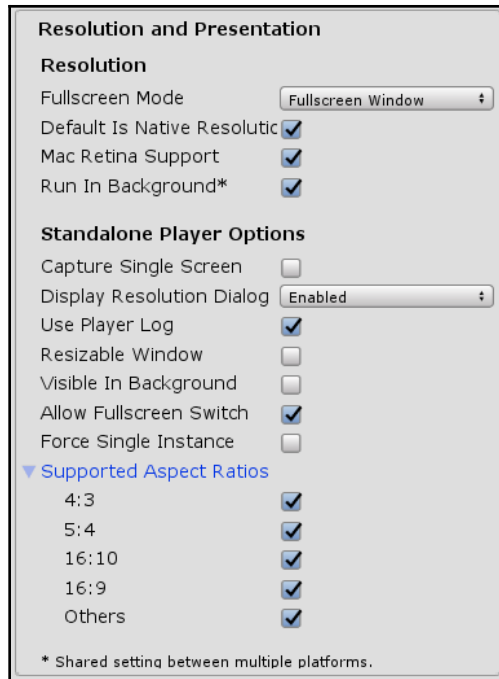 Resolution and Presentation
Resolution
Fullscreen Mode Fullscreen Window
Default Is Native Resolutic
Mac Retina Support
Run In Background*
Standalone Player Options
Capture Single Screen
Display Resolution Dialog Enabled
Use Player Log
Resizable Window
Visible In Background
Allow Fullscreen Switch
Force Single Instance
Supported Aspect Ratios
4:3
5:4
16:10
16:9
Others
* Shared setting between multiple platforms.